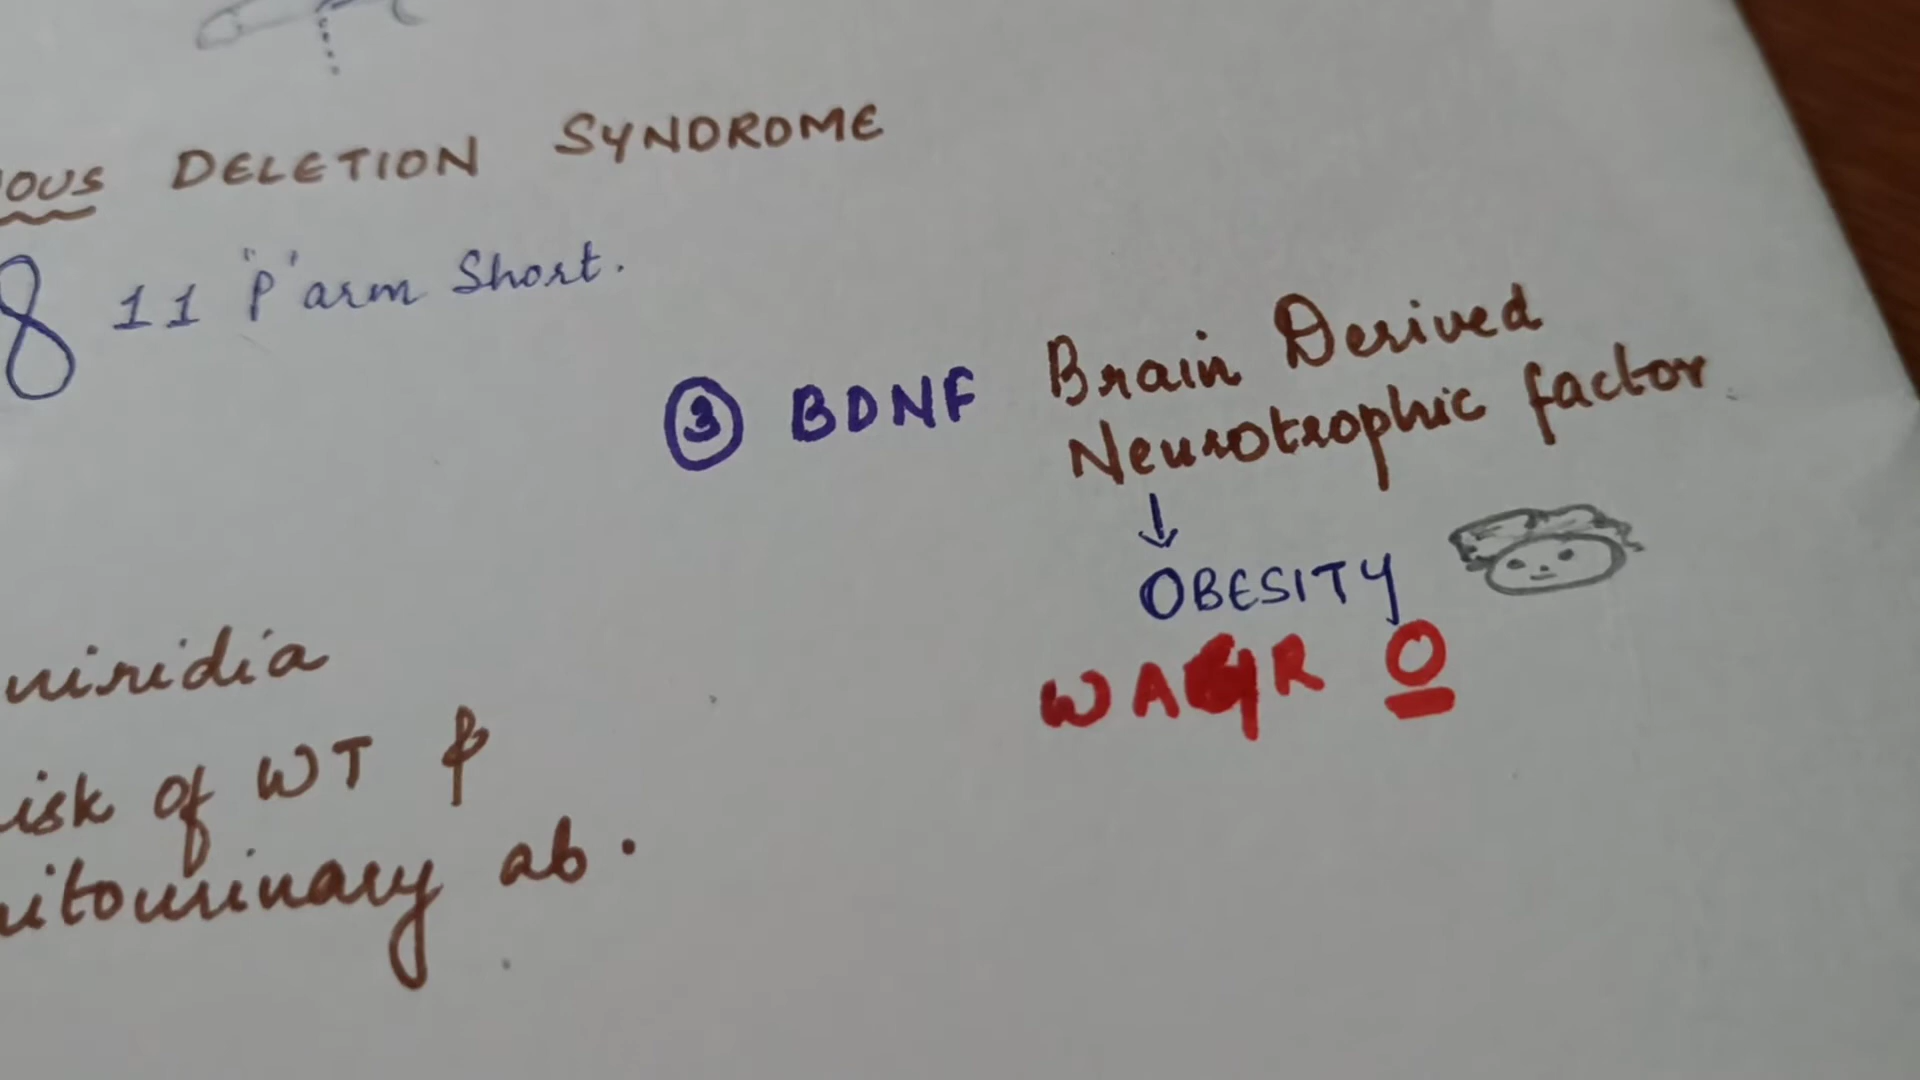 OUS DELETION SYNDROME
8 11 "P" arm Short.
③ BDNF Brain Derived
Neurotrophic factor
↓
OBESITY
WAGR O
niridia
isk of WT &
nitourinary ab.